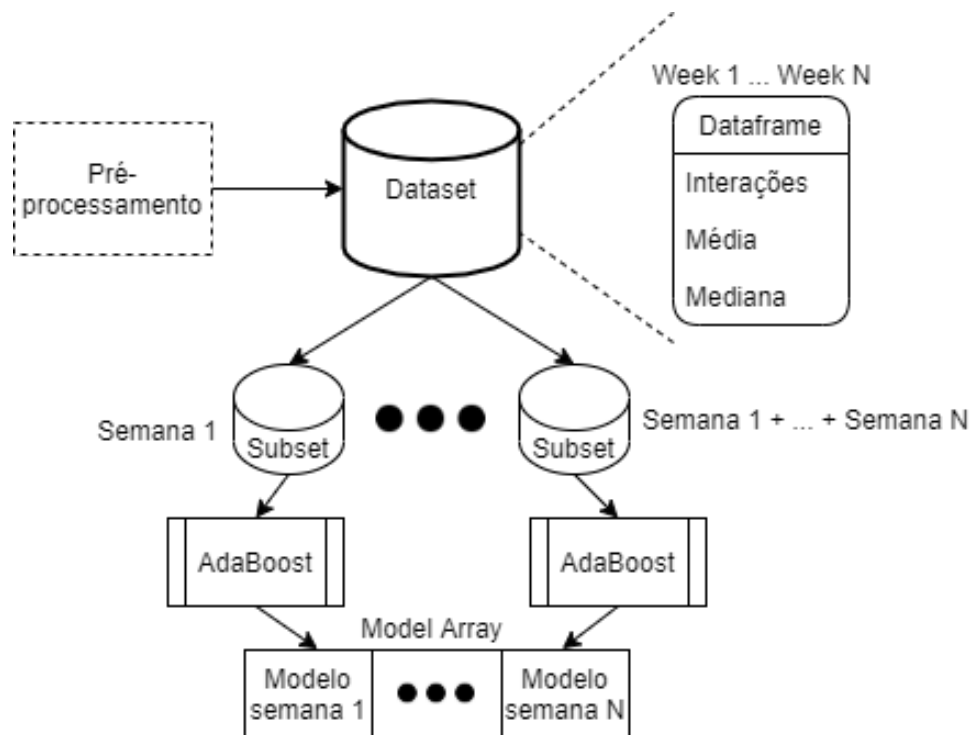 Week 1 ... Week N
Dataframe
Pré-
processamento
Dataset
Interações
Média
Mediana
Semana 1
Subset
Subset
Semana 1 + ... + Semana N
AdaBoost
AdaBoost
Model Array
Modelo
semana 1
Modelo
semana N